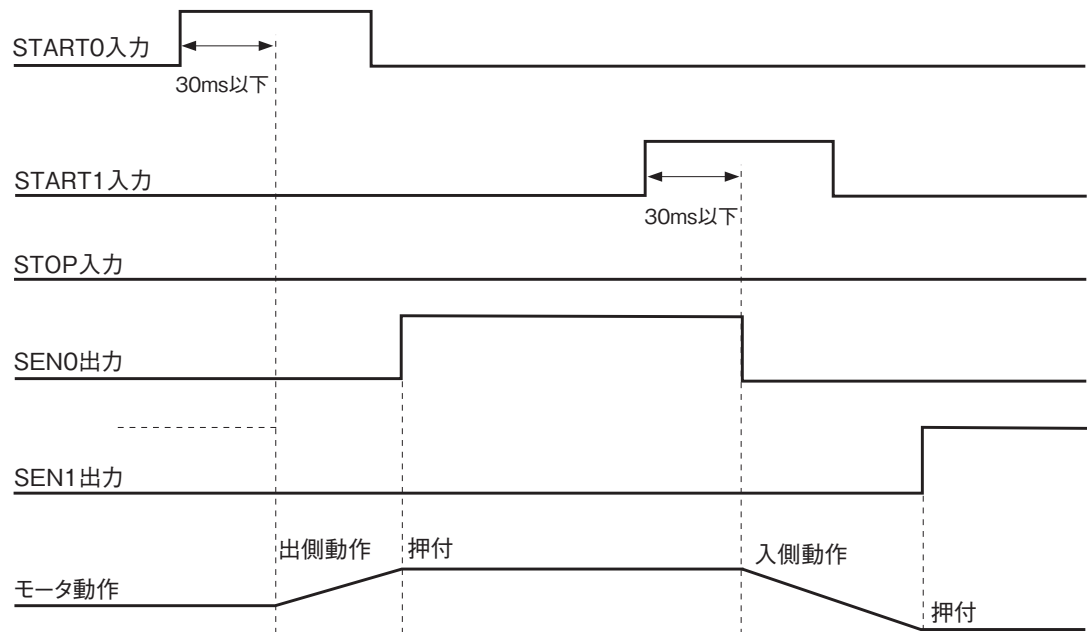 START0入力
30ms以下
START1入力
30ms以下
STOP入力
SEN0出力
SEN1出力
出側動作
押付
入側動作
モータ動作
押付